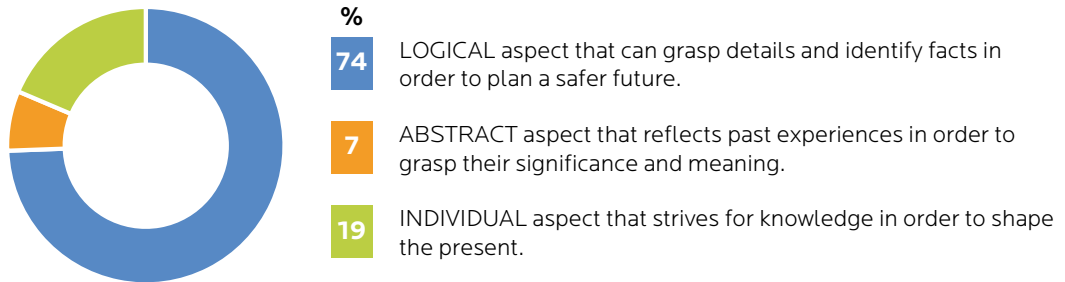 %
74 LOGICAL aspect that can grasp details and identify facts in
order to plan a safer future.
7 ABSTRACT aspect that reflects past experiences in order to
grasp their significance and meaning.
19 INDIVIDUAL aspect that strives for knowledge in order to shape
the present.